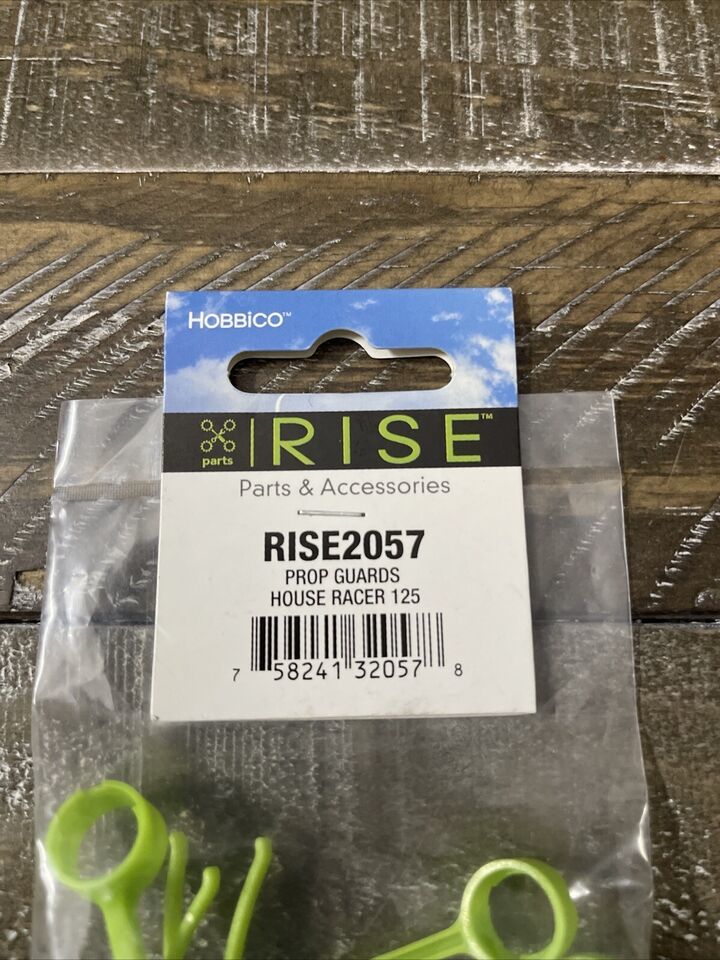 HOBBiCO™
parts
RISE™
Parts & Accessories
RISE2057
PROP GUARDS
HOUSE RACER 125
7 58241 32057 8